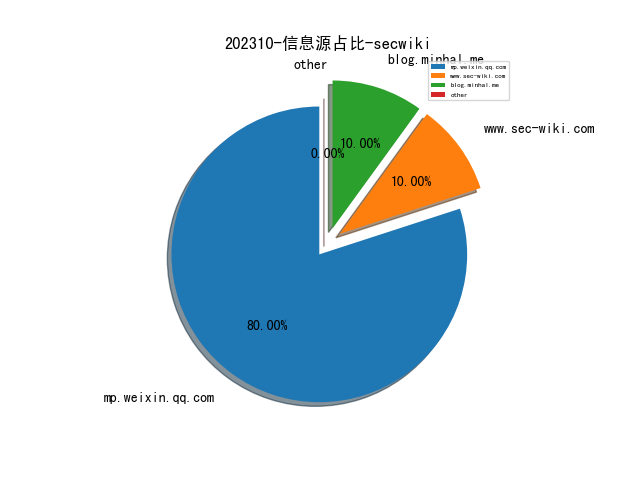 202310-信息源占比-secwiki
blog.minhal.me
other
mp.weixin.qq.com
www.sec-wiki.com
blog.minhal.me
other
www.sec-wiki.com
10.00%
0.00%
10.00%
80.00%
mp.weixin.qq.com